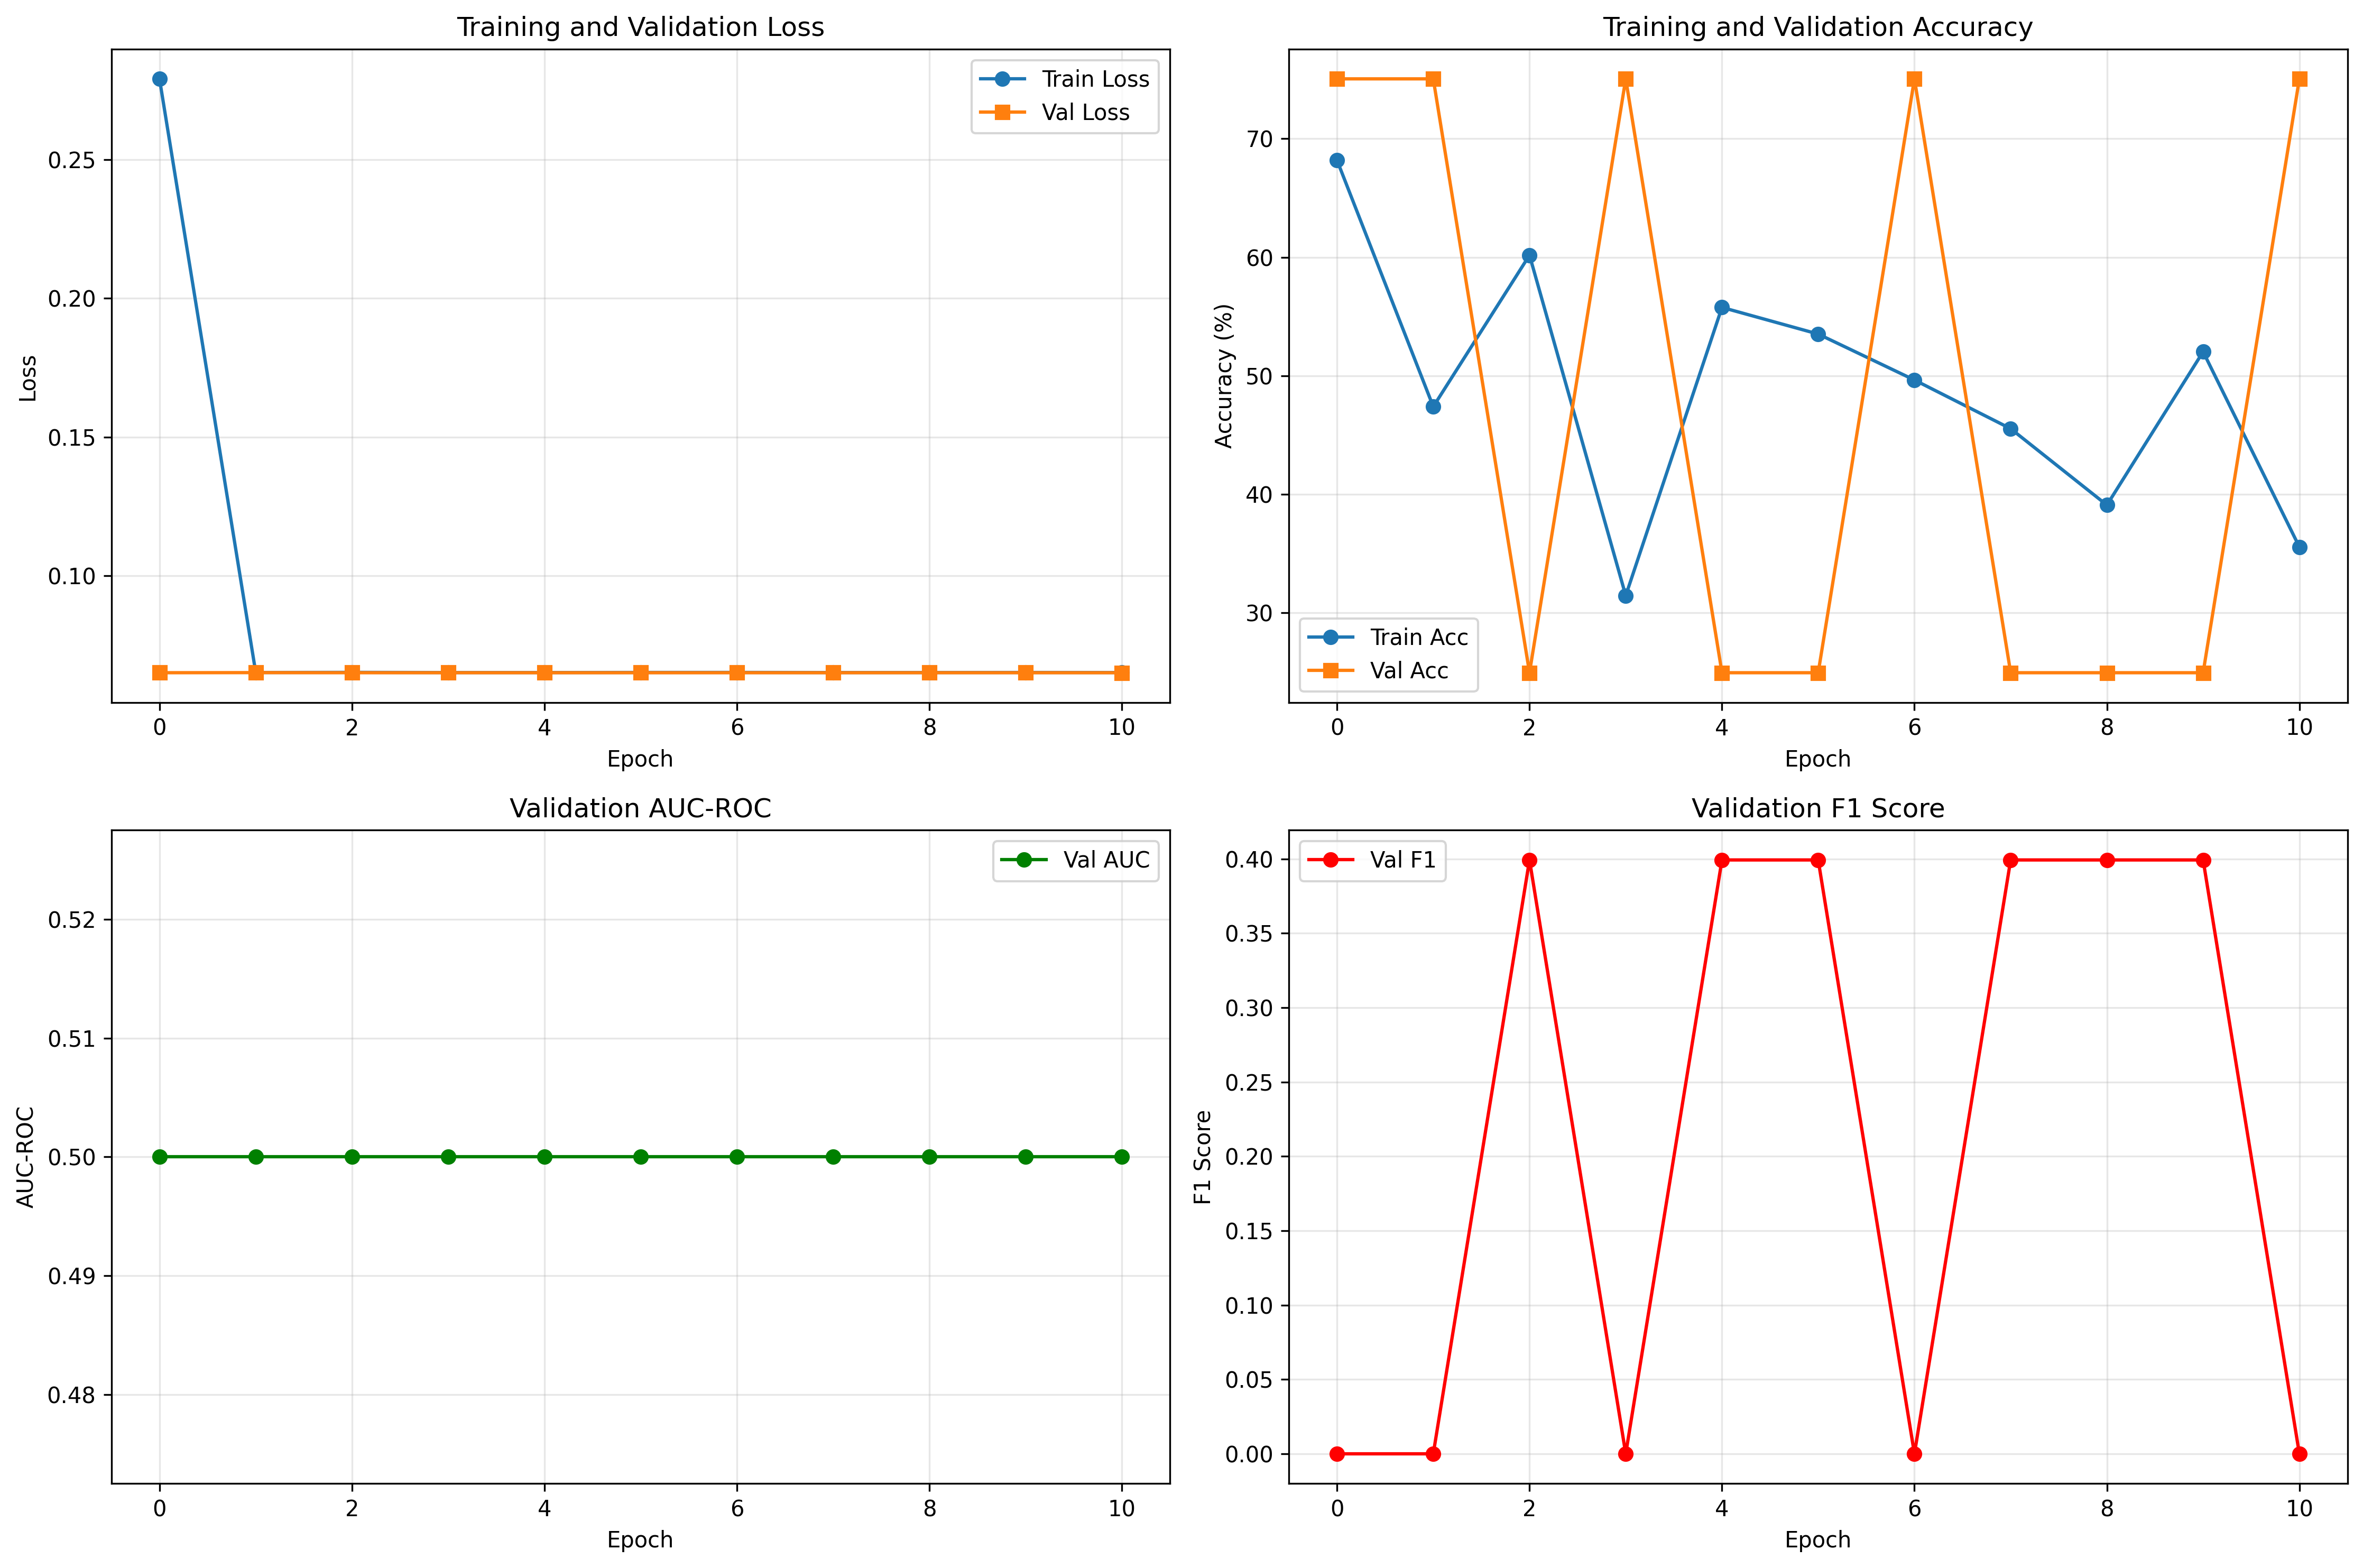 Training and Validation Loss
Train Loss
Val Loss
0.25
0.20
0.15
0.10
Loss
0 2 4 6 8 10
Epoch
Training and Validation Accuracy
70
60
50
40
30
Accuracy (%)
Train Acc
Val Acc
0 2 4 6 8 10
Epoch
Validation AUC-ROC
Val AUC
0.52
0.51
0.50
0.49
0.48
AUC-ROC
0 2 4 6 8 10
Epoch
Validation F1 Score
Val F1
0.40
0.35
0.30
0.25
0.20
0.15
0.10
0.05
0.00
F1 Score
0 2 4 6 8 10
Epoch